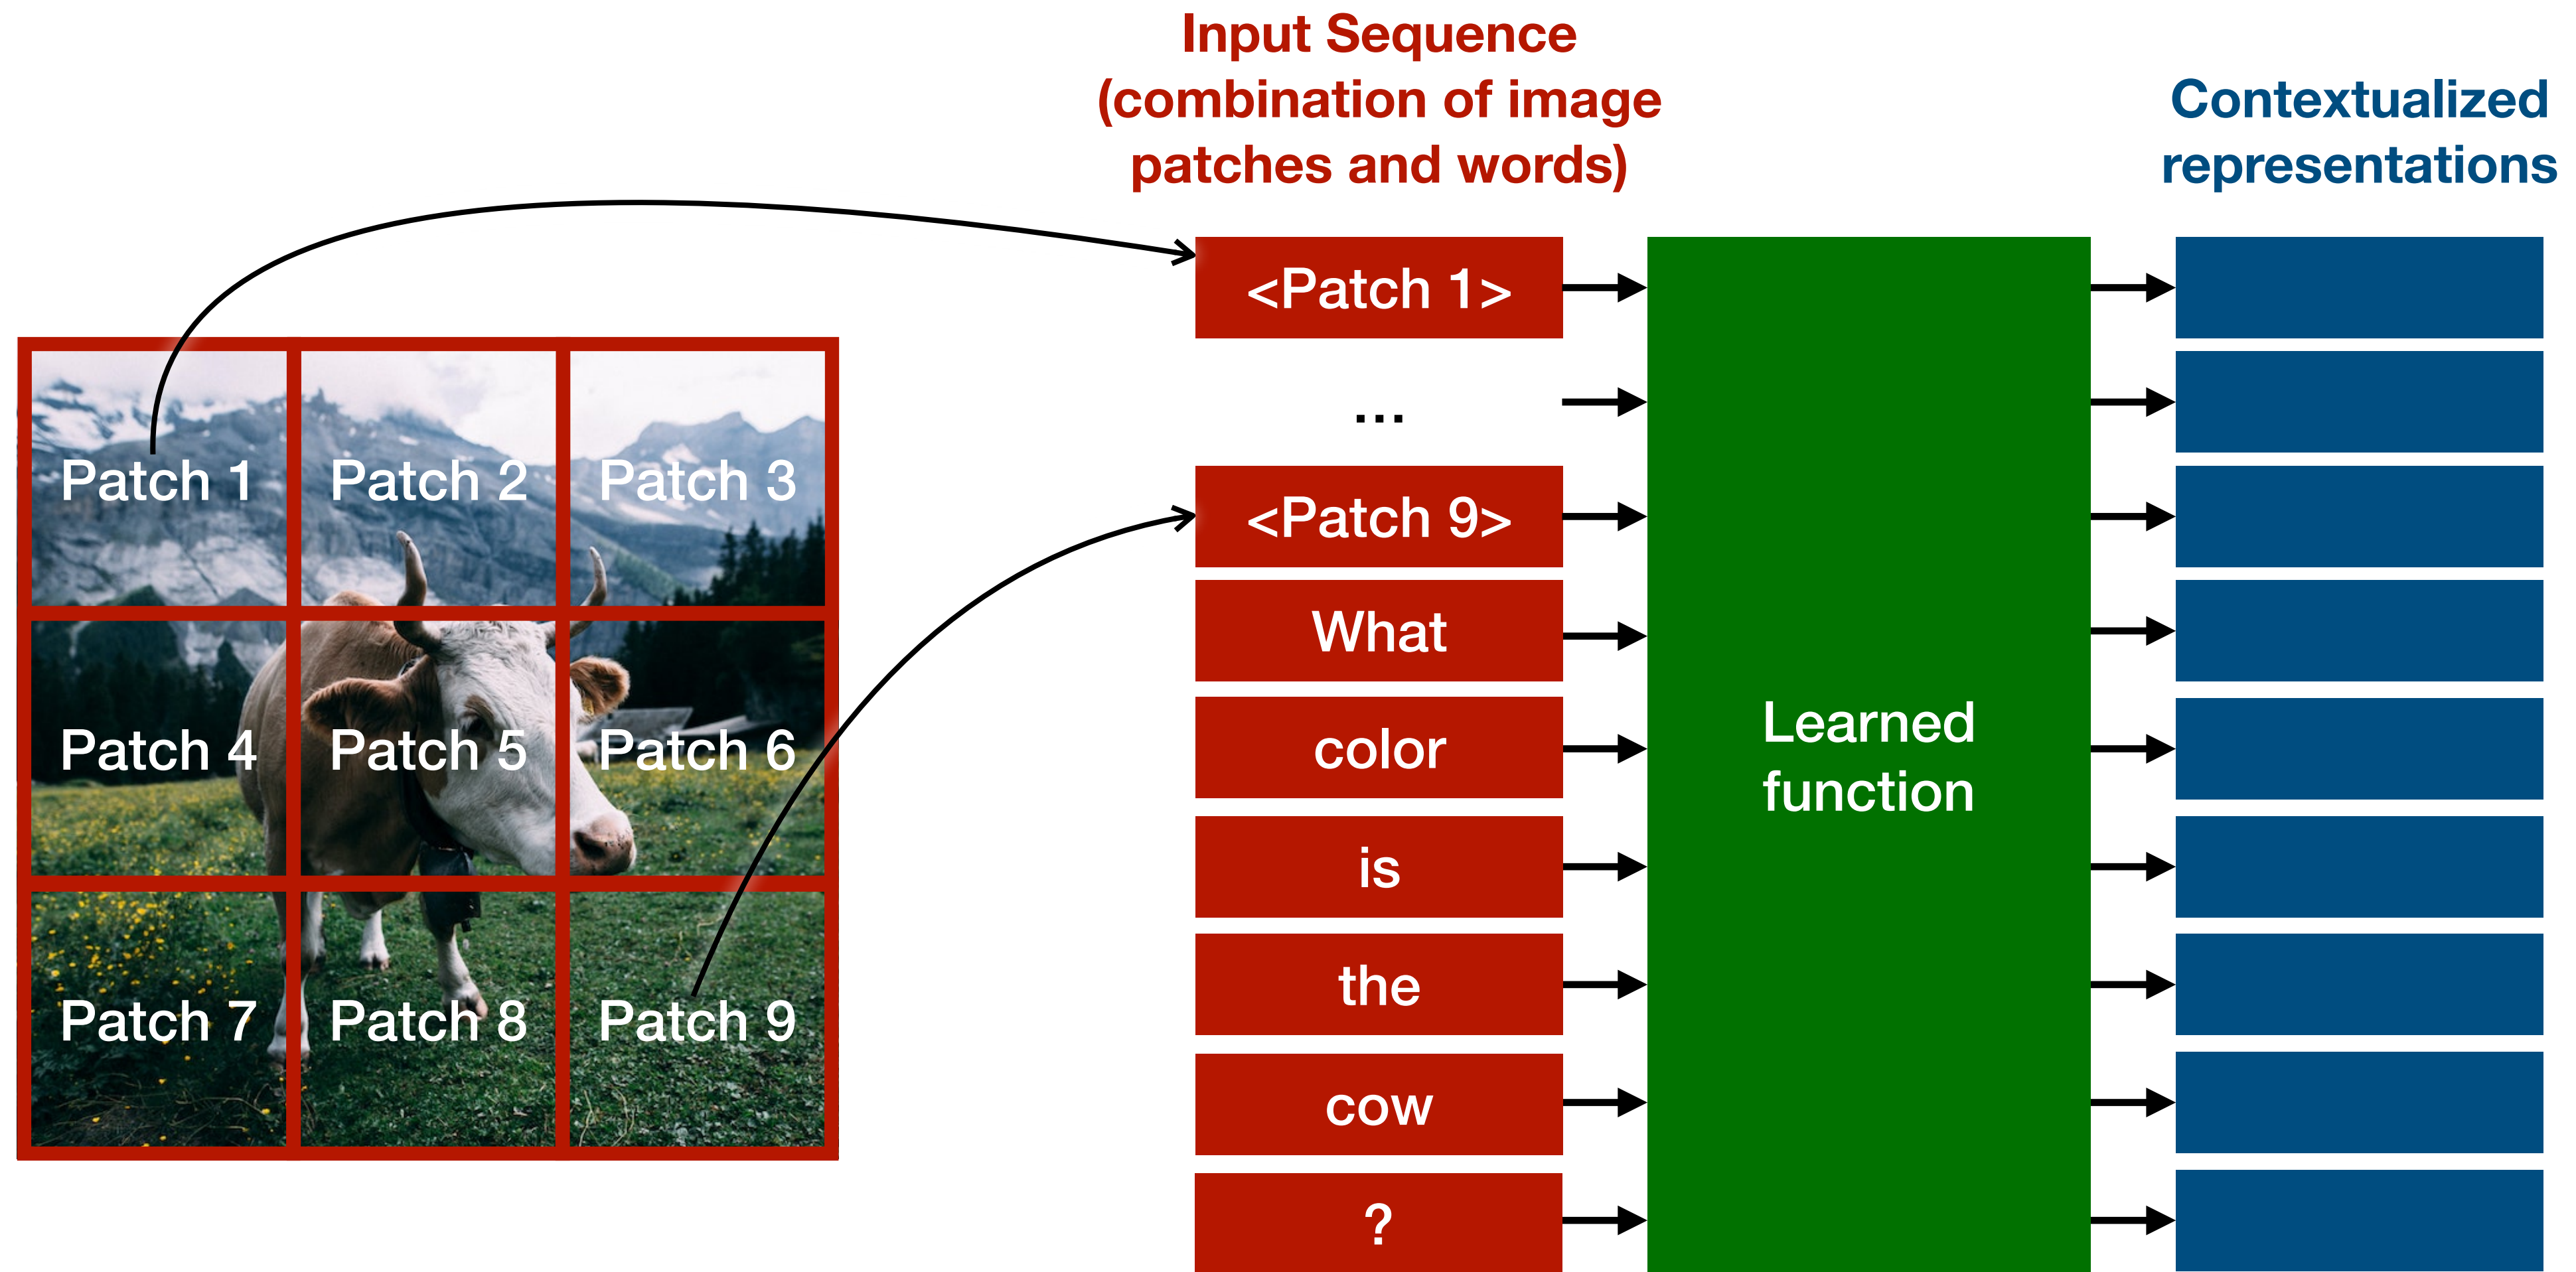 Input Sequence
(combination of image
patches and words)
Contextualized
representations
Patch 1
Patch 2
Patch 3
Patch 4
Patch 5
Patch 6
Patch 7
Patch 8
Patch 9
<Patch 1>
...
<Patch 9>
What
color
is
the
cow
?
Learned
function